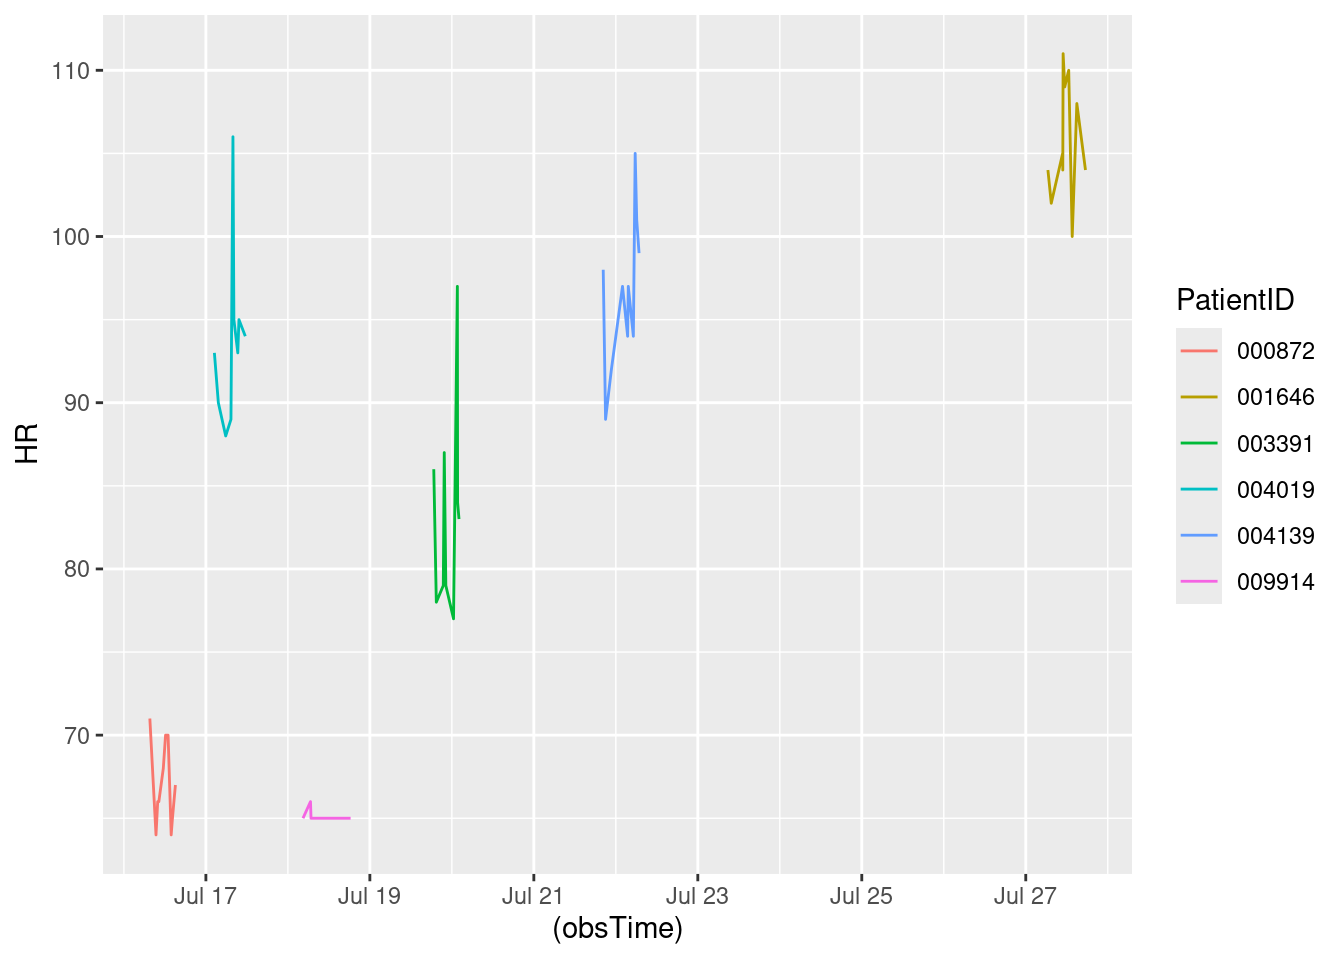 110
100
90
80
70
HR
Jul 17
Jul 19
Jul 21
Jul 23
Jul 25
Jul 27
(obsTime)
PatientID
000872
001646
003391
004019
004139
009914